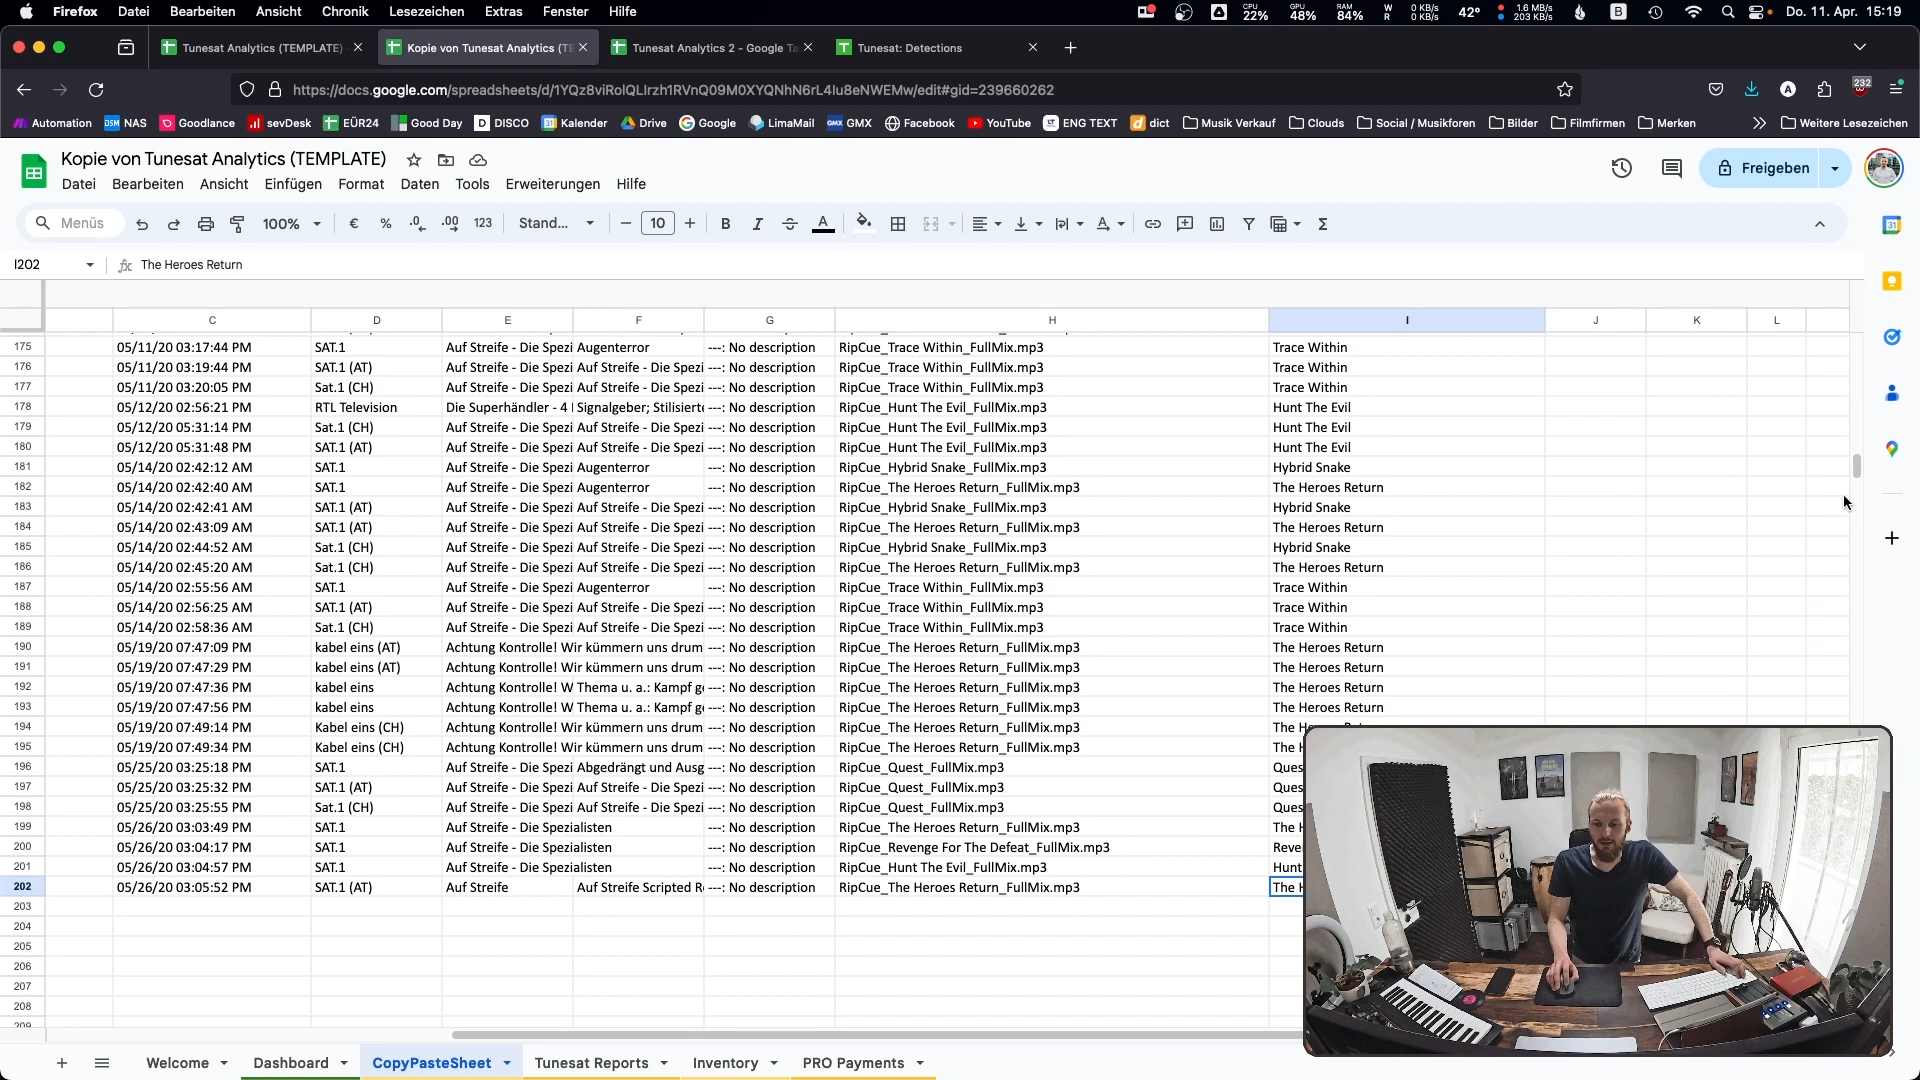 Firefox Datei Bearbeiten Ansicht Chronik Lesezeichen Extras Fenster Hilfe CPU 22% GPU 48% RAM 84% W R 0 KB/s 0 KB/s 42° 1.6 MB/s 203 KB/s B Do. 11. Apr. 15:19
Tunesat Analytics (TEMPLATE) Kopie von Tunesat Analytics (TE Tunesat Analytics 2 - Google Ta Tunesat: Detections
https://docs.google.com/spreadsheets/d/1YQz8viRolQLIrzh1RVnQ09M0XYQNhN6rL4lu8eNWEMw/edit#gid=239660262 232
Automation NAS Goodlance sevDesk EÜR24 Good Day DISCO Kalender Drive Google LimaMail GMX Facebook YouTube ENG TEXT dict Musik Verkauf Clouds Social / Musikforen Bilder Filmfirmen Merken Weitere Lesezeichen
Kopie von Tunesat Analytics (TEMPLATE)
Datei Bearbeiten Ansicht Einfügen Format Daten Tools Erweiterungen Hilfe
Freigeben
Menüs 100% € % .0 .00 123 Stand... 10 B I A Σ
I202 fx The Heroes Return
C D E F G H I J K L
175 05/11/20 03:17:44 PM SAT.1 Auf Streife - Die Spezi Augenterror ---: No description RipCue_Trace Within_FullMix.mp3 Trace Within
176 05/11/20 03:19:44 PM SAT.1 (AT) Auf Streife - Die Spezi Auf Streife - Die Spezi ---: No description RipCue_Trace Within_FullMix.mp3 Trace Within
177 05/11/20 03:20:05 PM Sat.1 (CH) Auf Streife - Die Spezi Auf Streife - Die Spezi ---: No description RipCue_Trace Within_FullMix.mp3 Trace Within
178 05/12/20 02:56:21 PM RTL Television Die Superhändler - 4 Signalgeber; Stilisierte ---: No description RipCue_Hunt The Evil_FullMix.mp3 Hunt The Evil
179 05/12/20 05:31:14 PM Sat.1 (CH) Auf Streife - Die Spezi Auf Streife - Die Spezi ---: No description RipCue_Hunt The Evil_FullMix.mp3 Hunt The Evil
180 05/12/20 05:31:48 PM SAT.1 (AT) Auf Streife - Die Spezi Auf Streife - Die Spezi ---: No description RipCue_Hunt The Evil_FullMix.mp3 Hunt The Evil
181 05/14/20 02:42:12 AM SAT.1 Auf Streife - Die Spezi Augenterror ---: No description RipCue_Hybrid Snake_FullMix.mp3 Hybrid Snake
182 05/14/20 02:42:40 AM SAT.1 Auf Streife - Die Spezi Augenterror ---: No description RipCue_The Heroes Return_FullMix.mp3 The Heroes Return
183 05/14/20 02:42:41 AM SAT.1 (AT) Auf Streife - Die Spezi Auf Streife - Die Spezi ---: No description RipCue_Hybrid Snake_FullMix.mp3 Hybrid Snake
184 05/14/20 02:43:09 AM SAT.1 (AT) Auf Streife - Die Spezi Auf Streife - Die Spezi ---: No description RipCue_The Heroes Return_FullMix.mp3 The Heroes Return
185 05/14/20 02:44:52 AM Sat.1 (CH) Auf Streife - Die Spezi Auf Streife - Die Spezi ---: No description RipCue_Hybrid Snake_FullMix.mp3 Hybrid Snake
186 05/14/20 02:45:20 AM Sat.1 (CH) Auf Streife - Die Spezi Auf Streife - Die Spezi ---: No description RipCue_The Heroes Return_FullMix.mp3 The Heroes Return
187 05/14/20 02:55:56 AM SAT.1 Auf Streife - Die Spezi Augenterror ---: No description RipCue_Trace Within_FullMix.mp3 Trace Within
188 05/14/20 02:56:25 AM SAT.1 (AT) Auf Streife - Die Spezi Auf Streife - Die Spezi ---: No description RipCue_Trace Within_FullMix.mp3 Trace Within
189 05/14/20 02:58:36 AM Sat.1 (CH) Auf Streife - Die Spezi Auf Streife - Die Spezi ---: No description RipCue_Trace Within_FullMix.mp3 Trace Within
190 05/19/20 07:47:09 PM kabel eins (AT) Achtung Kontrolle! Wir kümmern uns drum ---: No description RipCue_The Heroes Return_FullMix.mp3 The Heroes Return
191 05/19/20 07:47:29 PM kabel eins (AT) Achtung Kontrolle! Wir kümmern uns drum ---: No description RipCue_The Heroes Return_FullMix.mp3 The Heroes Return
192 05/19/20 07:47:36 PM kabel eins Achtung Kontrolle! W Thema u. a.: Kampf ge ---: No description RipCue_The Heroes Return_FullMix.mp3 The Heroes Return
193 05/19/20 07:47:56 PM kabel eins Achtung Kontrolle! W Thema u. a.: Kampf ge ---: No description RipCue_The Heroes Return_FullMix.mp3 The Heroes Return
194 05/19/20 07:49:14 PM Kabel eins (CH) Achtung Kontrolle! Wir kümmern uns drum ---: No description RipCue_The Heroes Return_FullMix.mp3 The
195 05/19/20 07:49:34 PM Kabel eins (CH) Achtung Kontrolle! Wir kümmern uns drum ---: No description RipCue_The Heroes Return_FullMix.mp3 The H
196 05/25/20 03:25:18 PM SAT.1 Auf Streife - Die Spezi Abgedrängt und Ausg ---: No description RipCue_Quest_FullMix.mp3 Ques
197 05/25/20 03:25:32 PM SAT.1 (AT) Auf Streife - Die Spezi Auf Streife - Die Spezi ---: No description RipCue_Quest_FullMix.mp3 Ques
198 05/25/20 03:25:55 PM Sat.1 (CH) Auf Streife - Die Spezi Auf Streife - Die Spezi ---: No description RipCue_Quest_FullMix.mp3 Ques
199 05/26/20 03:03:49 PM SAT.1 Auf Streife - Die Spezialisten ---: No description RipCue_The Heroes Return_FullMix.mp3 The H
200 05/26/20 03:04:17 PM SAT.1 Auf Streife - Die Spezialisten ---: No description RipCue_Revenge For The Defeat_FullMix.mp3 Reve
201 05/26/20 03:04:57 PM SAT.1 Auf Streife - Die Spezialisten ---: No description RipCue_Hunt The Evil_FullMix.mp3 Hunt
202 05/26/20 03:05:52 PM SAT.1 (AT) Auf Streife Auf Streife Scripted Re ---: No description RipCue_The Heroes Return_FullMix.mp3 The H
203
204
205
206
207
208
209
Welcome Dashboard CopyPasteSheet Tunesat Reports Inventory PRO Payments